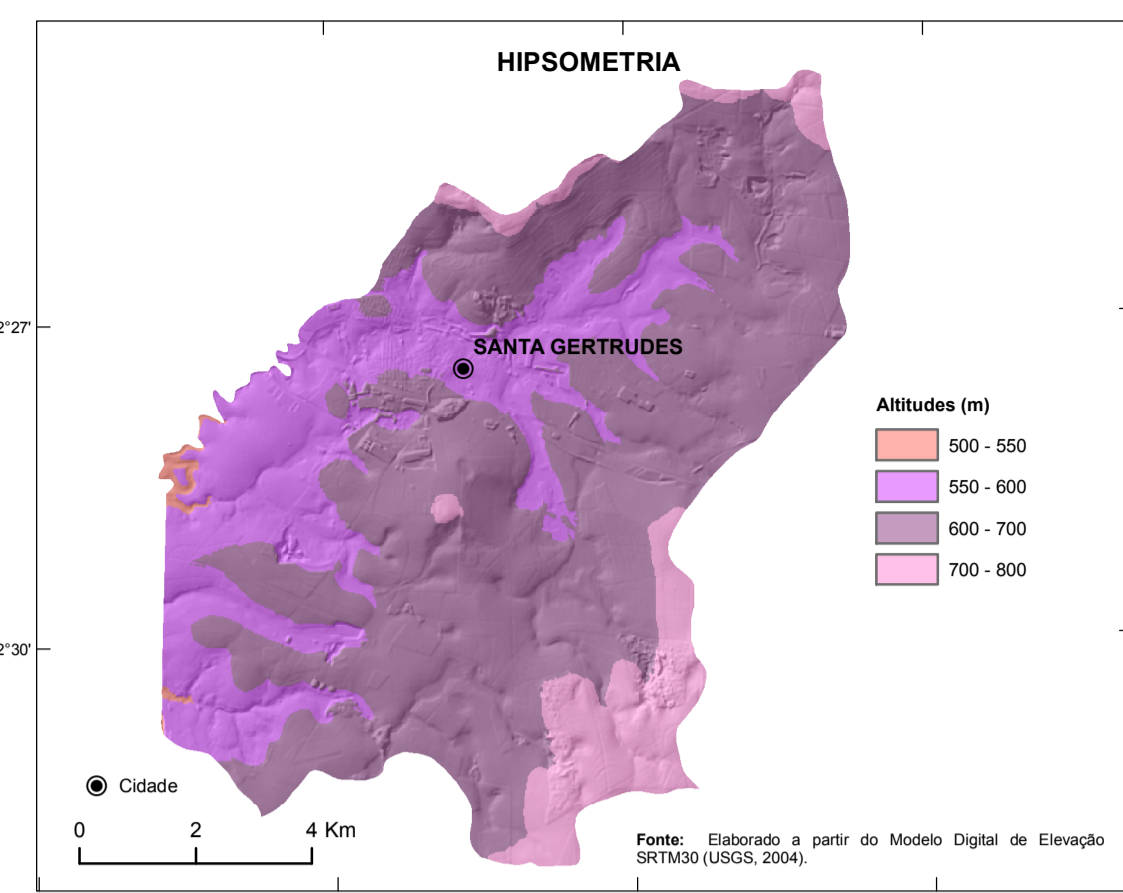 HIPSOMETRIA
2°27'
SANTA GERTRUDES
Altitudes (m)
500 - 550
550 - 600
600 - 700
700 - 800
2°30'
Cidade
0 2 4 Km
Fonte: Elaborado a partir do Modelo Digital de Elevação
SRTM30 (USGS, 2004).